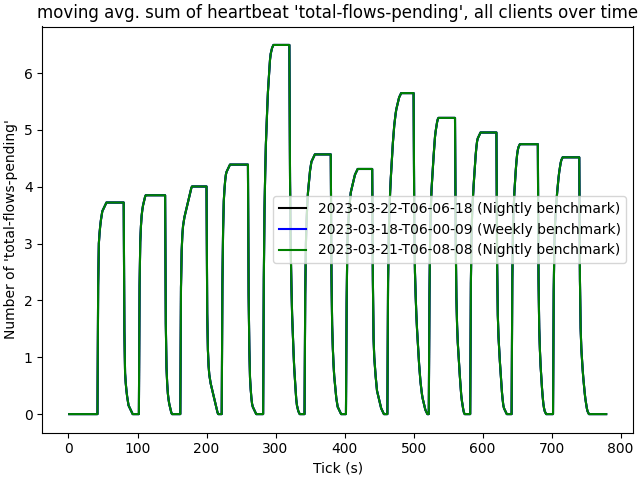 moving avg. sum of heartbeat 'total-flows-pending', all clients over time
Number of 'total-flows-pending'
6
5
4
3
2
1
0
2023-03-22-T06-06-18 (Nightly benchmark)
2023-03-18-T06-00-09 (Weekly benchmark)
2023-03-21-T06-08-08 (Nightly benchmark)
0 100 200 300 400 500 600 700 800
Tick (s)